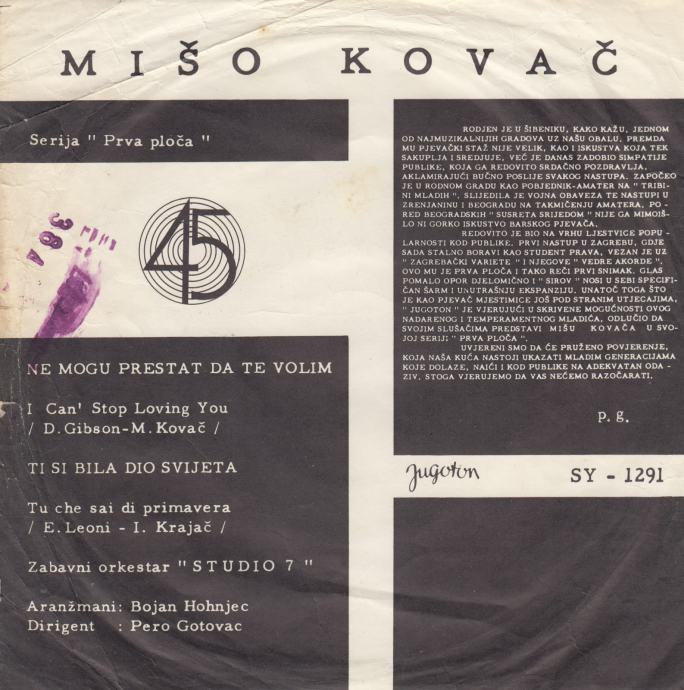 MIŠO KOVAČ
Serija " Prva ploča "
45
384
NE MOGU PRESTAT DA TE VOLIM
I Can' Stop Loving You
/ D. Gibson-M. Kovač /
TI SI BILA DIO SVIJETA
Tu che sai di primavera
/ E. Leoni - I. Krajač /
Zabavni orkestar " STUDIO 7 "
Aranžmani: Bojan Hohnjec
Dirigent : Pero Gotovac
RODJEN JE U ŠIBENIKU, KAKO KAŽU, JEDNOM
OD NAJMUZIKALNIJIH GRADOVA UZ NAŠU OBALU, PREMDA
MU PJEVAČKI STAŽ NIJE VELIK, KAO I ISKUSTVA KOJA TEK
SAKUPLJA I SREDJUJE, VEĆ JE DANAS ZADOBIO SIMPATIJE
PUBLIKE, KOJA GA REDOVITO SRDAČNO POZDRAVLJA,
AKLAMIRAJUĆI BUČNO POSLIJE SVAKOG NASTUPA. ZAPOČEO
JE U RODNOM GRADU KAO POBJEDNIK-AMATER NA " TRIBI-
NI MLADIH ", SLIJEDILA JE VOJNA OBAVEZA TE NASTUPI U
ZRENJANINU I BEOGRADU NA TAKMIČENJU AMATERA, PO-
RED BEOGRADSKIH " SUSRETA SRIJEDOM " NIJE GA MIMOIŠ-
LO NI GORKO ISKUSTVO BARSKOG PJEVAČA.
REDOVITO JE BIO NA VRHU LJESTVICE POPU -
LARNOSTI KOD PUBLIKE, PRVI NASTUP U ZAGREBU, GDJE
SADA STALNO BORAVI KAO STUDENT PRAVA, VEZAN JE UZ
" ZAGREBAČKI VARIETE " I NJEGOVE " VEDRE AKORDE ",
OVO MU JE PRVA PLOČA I TAKO REĆI PRVI SNIMAK. GLAS
POMALO OPOR DJELOMIČNO I " SIROV " NOSI U SEBI SPECIFI-
ČAN ŠARM I UNUTRAŠNJU EKSPANZIJU. UNATOČ TOGA ŠTO
JE KAO PJEVAČ MJESTIMICE JOŠ POD STRANIM UTJECAJIMA,
" JUGOTON " JE VJERUJUĆI U SKRIVENE MOGUĆNOSTI OVOG
NADARENOG I TEMPERAMENTNOG MLADIĆA, ODLUČIO DA
SVOJIM SLUŠAČIMA PREDSTAVI MIŠU KOVAČA U SVO-
JOJ SERIJI " PRVA PLOČA ".
UVJERENI SMO DA ĆE PRUŽENO POVJERENJE,
KOJA NAŠA KUĆA NASTOJI UKAZATI MLADIM GENERACIJAMA
KOJE DOLAZE, NAIĆI I KOD PUBLIKE NA ADEKVATAN ODA -
ZIV. STOGA VJERUJEMO DA VAS NEĆEMO RAZOČARATI.
p. g.
Jugoton
SY - 1291